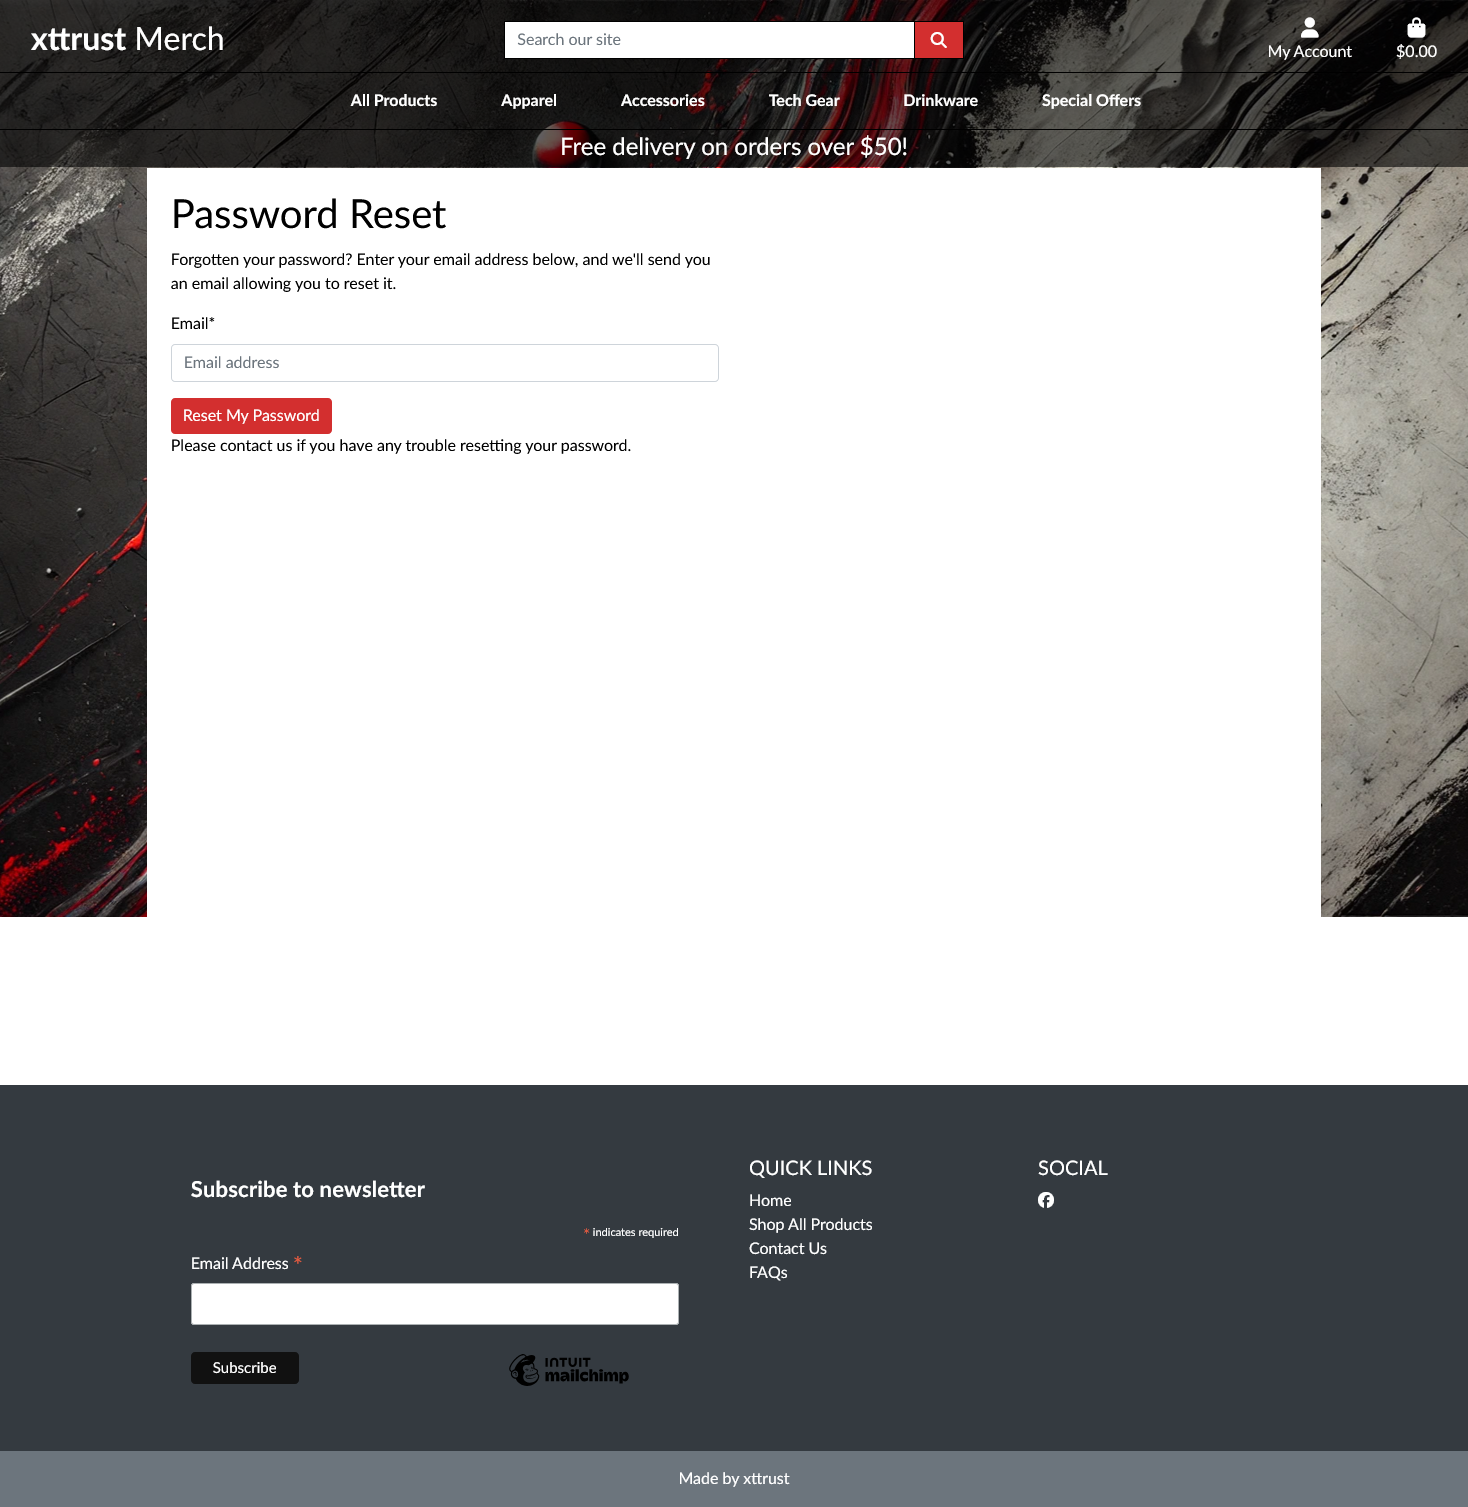 xttrust Merch
Search our site
My Account
$0.00
All Products
Apparel
Accessories
Tech Gear
Drinkware
Special Offers
Free delivery on orders over $50!
Password Reset
Forgotten your password? Enter your email address below, and we'll send you
an email allowing you to reset it.
Email*
Email address
Reset My Password
Please contact us if you have any trouble resetting your password.
Subscribe to newsletter
* indicates required
Email Address *
Subscribe
INTUIT
mailchimp
QUICK LINKS
Home
Shop All Products
Contact Us
FAQs
SOCIAL
Made by xttrust